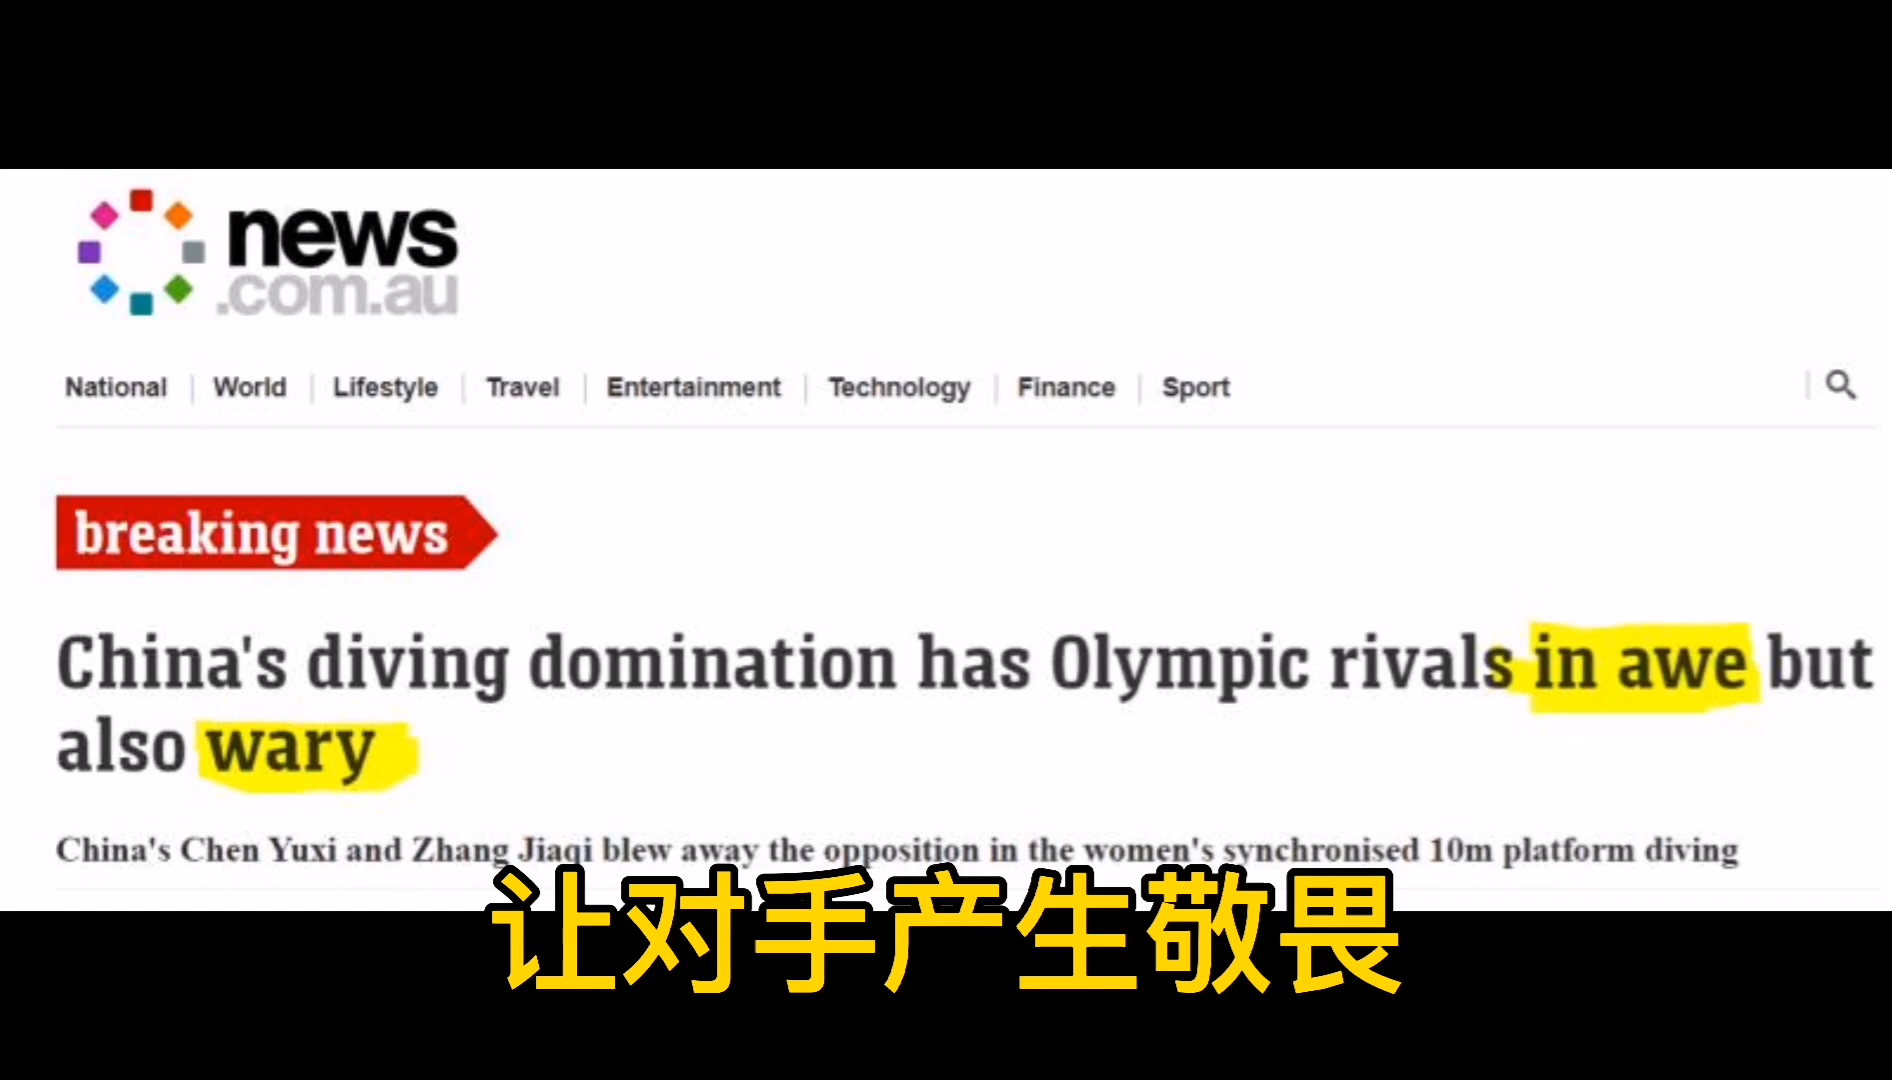 news
.com.au
National World Lifestyle Travel Entertainment Technology Finance Sport
breaking news
China's diving domination has Olympic rivals in awe but
also wary
China's Chen Yuxi and Zhang Jiaqi blew away the opposition in the women's synchronised 10m platform diving
让对手产生敬畏